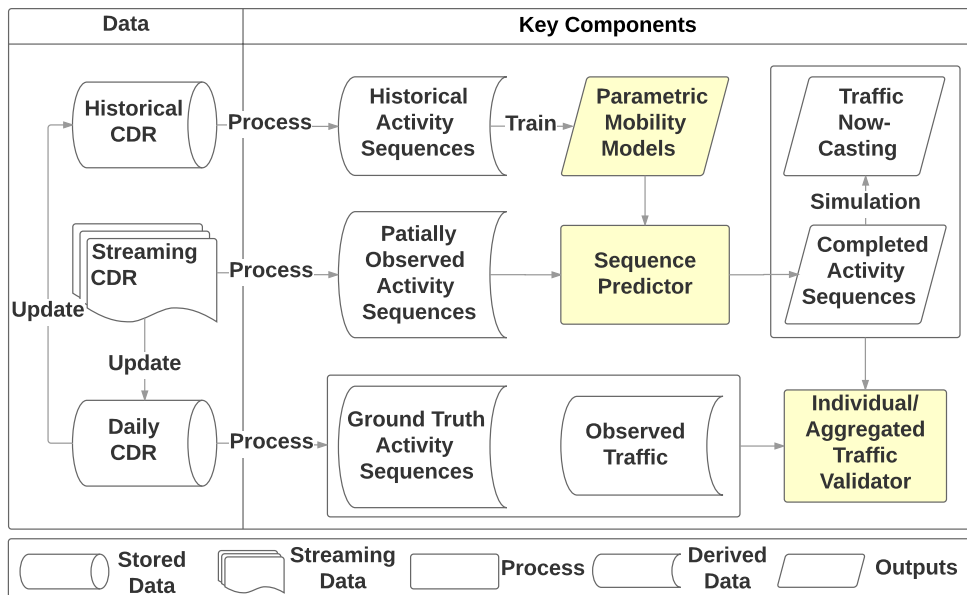 Data
Key Components
Historical
CDR
Process
Historical
Activity
Sequences
Train
Parametric
Mobility
Models
Traffic
Now-
Casting
Simulation
Streaming
CDR
Process
Patially
Observed
Activity
Sequences
Sequence
Predictor
Completed
Activity
Sequences
Update
Update
Daily
CDR
Process
Ground Truth
Activity
Sequences
Observed
Traffic
Individual/
Aggregated
Traffic
Validator
Stored
Data
Streaming
Data
Process
Derived
Data
Outputs